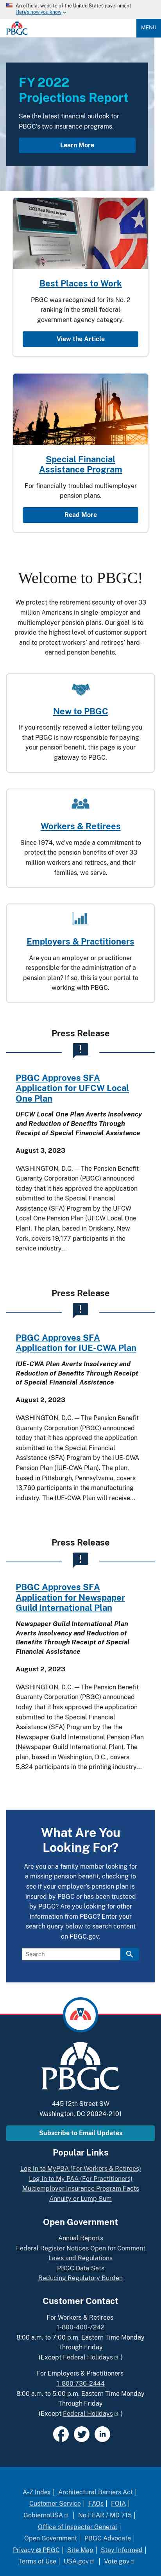 An official website of the United States government
Here's how you know
PBGC
MENU
FY 2022
Projections Report
See the latest financial outlook for
PBGC's two insurance programs.
Learn More
Best Places to Work
PBGC was recognized for its No. 2
ranking in the small federal
government agency category.
View the Article
Special Financial
Assistance Program
For financially troubled multiemployer
pension plans.
Read More
Welcome to PBGC!
We protect the retirement security of over 33
million Americans in single-employer and
multiemployer pension plans. Our goal is to
provide the highest level of customer support
and to protect workers' and retirees' hard-
earned pension benefits.
New to PBGC
If you recently received a letter telling you
that PBGC is now responsible for paying
your pension benefit, this page is your
gateway to PBGC.
Workers & Retirees
Since 1974, we've made a commitment to
protect the pension benefits of over 33
million workers and retirees, and their
families, we serve.
Employers & Practitioners
Are you an employer or pension
practitioner responsible for the
administration of a defined benefit
pension? If so, this is your portal to
working with PBGC.
Press Release
PBGC Approves SFA
Application for UFCW Local
One Plan
UFCW Local One Plan Averts Insolvency
and Reduction of Benefits Through
Receipt of Special Financial Assistance
August 3, 2023
WASHINGTON, D.C. — The Pension Benefit
Guaranty Corporation (PBGC) announced
today that it has approved the application
submitted to the Special Financial
Assistance (SFA) Program by the UFCW
Local One Pension Plan (UFCW Local One
Plan). The plan, based in Oriskany, New
York, covers 19,177 participants in the
service industry...
Press Release
PBGC Approves SFA
Application for IUE-CWA Plan
IUE-CWA Plan Averts Insolvency and
Reduction of Benefits Through Receipt
of Special Financial Assistance
August 2, 2023
WASHINGTON, D.C. — The Pension Benefit
Guaranty Corporation (PBGC) announced
today that it has approved the application
submitted to the Special Financial
Assistance (SFA) Program by the IUE-CWA
Pension Plan (IUE-CWA Plan). The plan,
based in Pittsburgh, Pennsylvania, covers
13,760 participants in the manufacturing
industry. The IUE-CWA Plan will receive...
Press Release
PBGC Approves SFA
Application for Newspaper
Guild International Plan
Newspaper Guild International Plan
Averts Insolvency and Reduction of
Benefits Through Receipt of Special
Financial Assistance
August 2, 2023
WASHINGTON, D.C. — The Pension Benefit
Guaranty Corporation (PBGC) announced
today that it has approved the application
submitted to the Special Financial
Assistance (SFA) Program by the
Newspaper Guild International Pension Plan
(Newspaper Guild International Plan). The
plan, based in Washington, D.C., covers
5,824 participants in the training industry....
What Are You
Looking For?
Are you or a family member looking for
a missing pension, checking to see if
your employer's pension plan is
insured by PBGC or has been trusteed
by PBGC? Are you looking for other
information from PBGC? Enter your
search query below to search content
on PBGC.gov.
Search
PBGC
445 12th Street SW
Washington, DC 20024-2101
Subscribe to Email Updates
Popular Links
Log In to MyPBA (For Workers & Retirees)
Log In to My PAA (For Practitioners)
Multiemployer Insurance Program Facts
Annuity or Lump Sum
Open Government
Annual Reports
Federal Register Notices Open for Comment
Laws and Regulations
PBGC Data Sets
Reducing Regulatory Burden
Customer Contact
For Workers & Retirees
1-800-400-7242
8:00 a.m. to 7:00 p.m. Eastern Time Monday
Through Friday
(Except Federal Holidays )
For Employers & Practitioners
1-800-736-2444
8:00 a.m. to 5:00 p.m. Eastern Time Monday
Through Friday
(Except Federal Holidays )
A-Z Index | Architectural Barriers Act |
Customer Service | FAQs | FOIA |
GobiernoUSA | No FEAR / MD 715 |
Office of Inspector General |
Open Government | PBGC Advocate |
Privacy @ PBGC | Site Map | Stay Informed |
Terms of Use | USA.gov | Vote.gov